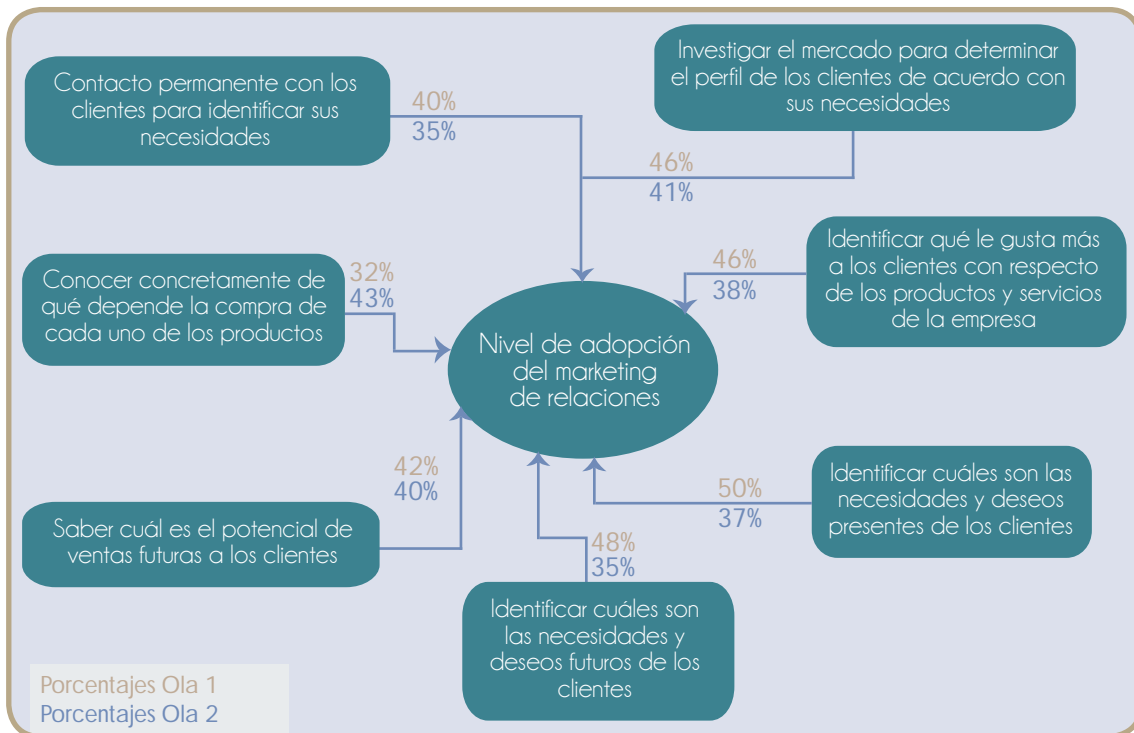 Contacto permanente con los
clientes para identificar sus
necesidades
40%
35%
Investigar el mercado para determinar
el perfil de los clientes de acuerdo con
sus necesidades
46%
41%
Conocer concretamente de
qué depende la compra de
cada uno de los productos
32%
43%
Identificar qué le gusta más
a los clientes con respecto
de los productos y servicios
de la empresa
46%
38%
Nivel de adopción
del marketing
de relaciones
Saber cuál es el potencial de
ventas futuras a los clientes
42%
40%
Identificar cuáles son
las necesidades y
deseos futuros de los
clientes
48%
35%
Identificar cuáles son las
necesidades y deseos
presentes de los clientes
50%
37%
Porcentajes Ola 1
Porcentajes Ola 2